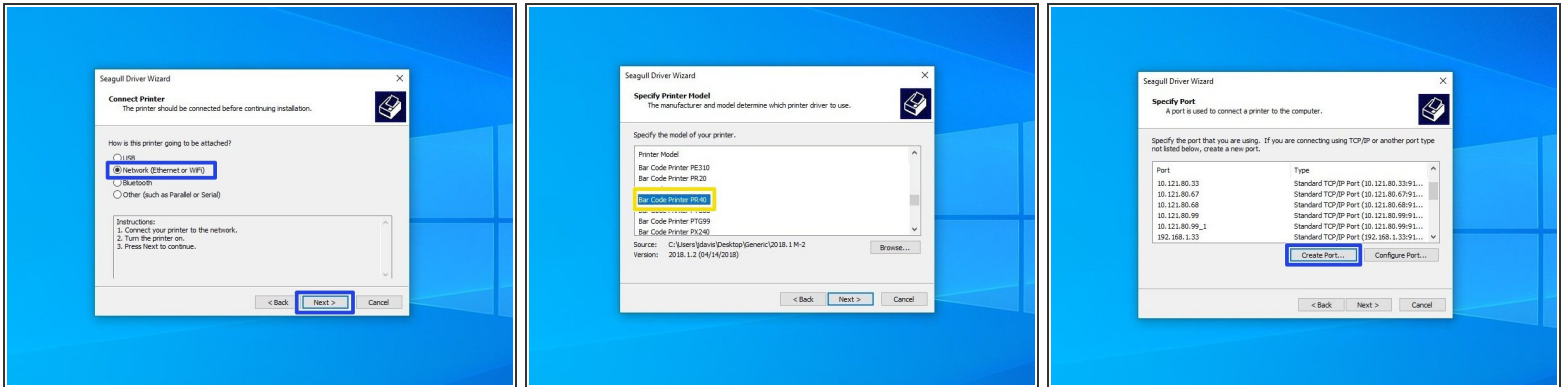 Seagull Driver Wizard
Connect Printer
The printer should be connected before continuing installation.
How is this printer going to be attached?
USB
Network (Ethernet or WiFi)
Bluetooth
Other (such as Parallel or Serial)
Instructions:
1. Connect your printer to the network.
2. Turn the printer on.
3. Press Next to continue.
< Back Next > Cancel
Seagull Driver Wizard
Specify Printer Model
The manufacturer and model determine which printer driver to use.
Specify the model of your printer.
Printer Model
Bar Code Printer PE310
Bar Code Printer PR20
Bar Code Printer PR40
Bar Code Printer PTG99
Bar Code Printer PX240
Source: C:\Users\jdavis\Desktop\Generic\2018.1 M-2
Browse...
Version: 2018.1.2 (04/14/2018)
< Back Next > Cancel
Seagull Driver Wizard
Specify Port
A port is used to connect a printer to the computer.
Specify the port that you are using. If you are connecting using TCP/IP or another port type
not listed below, create a new port.
Port Type
10.121.80.33 Standard TCP/IP Port (10.121.80.33:91...
10.121.80.67 Standard TCP/IP Port (10.121.80.67:91...
10.121.80.68 Standard TCP/IP Port (10.121.80.68:91...
10.121.80.99 Standard TCP/IP Port (10.121.80.99:91...
10.121.80.99_1 Standard TCP/IP Port (10.121.80.99:91...
192.168.1.33 Standard TCP/IP Port (192.168.1.33:91...
Create Port... Configure Port...
< Back Next > Cancel